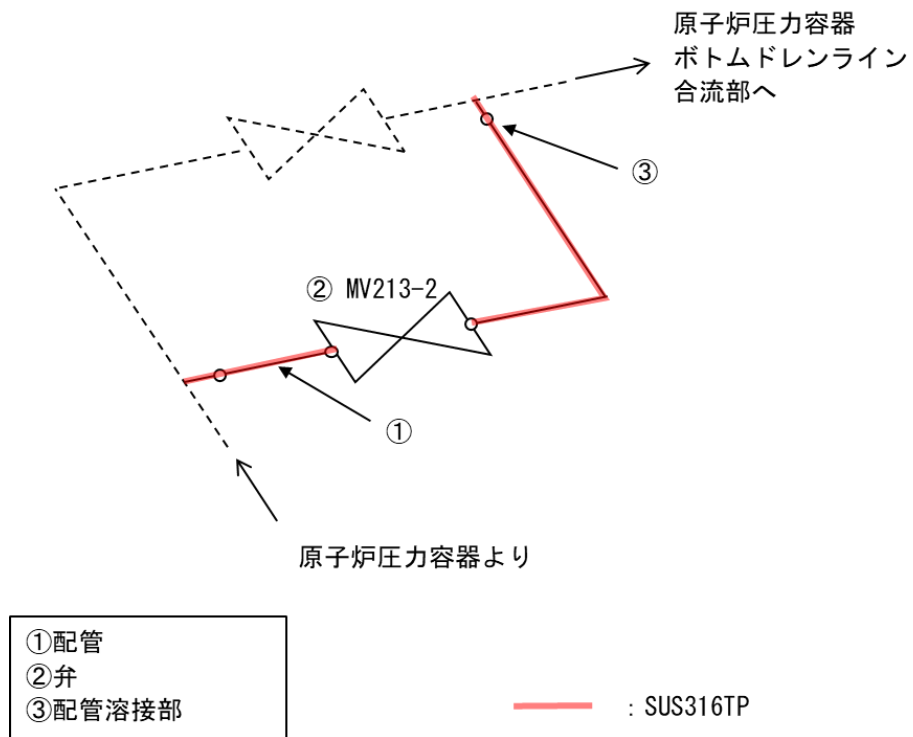 原子炉圧力容器
ボトムドレンライン
合流部へ
③
② MV213-2
①
原子炉圧力容器より
①配管
②弁
③配管溶接部
：SUS316TP